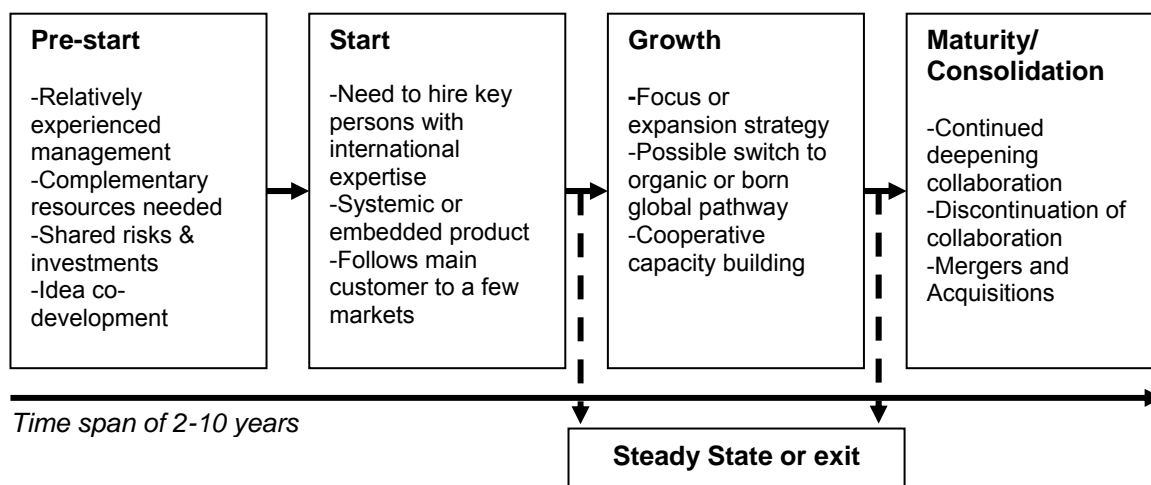 Pre-start
-Relatively
experienced
management
-Complementary
resources needed
-Shared risks &
investments
-Idea co-
development
Start
-Need to hire key
persons with
international
expertise
-Systemic or
embedded product
-Follows main
customer to a few
markets
Growth
-Focus or
expansion strategy
-Possible switch to
organic or born
global pathway
-Cooperative
capacity building
Maturity/
Consolidation
-Continued
deepening
collaboration
-Discontinuation of
collaboration
-Mergers and
Acquisitions
Time span of 2-10 years
Steady State or exit